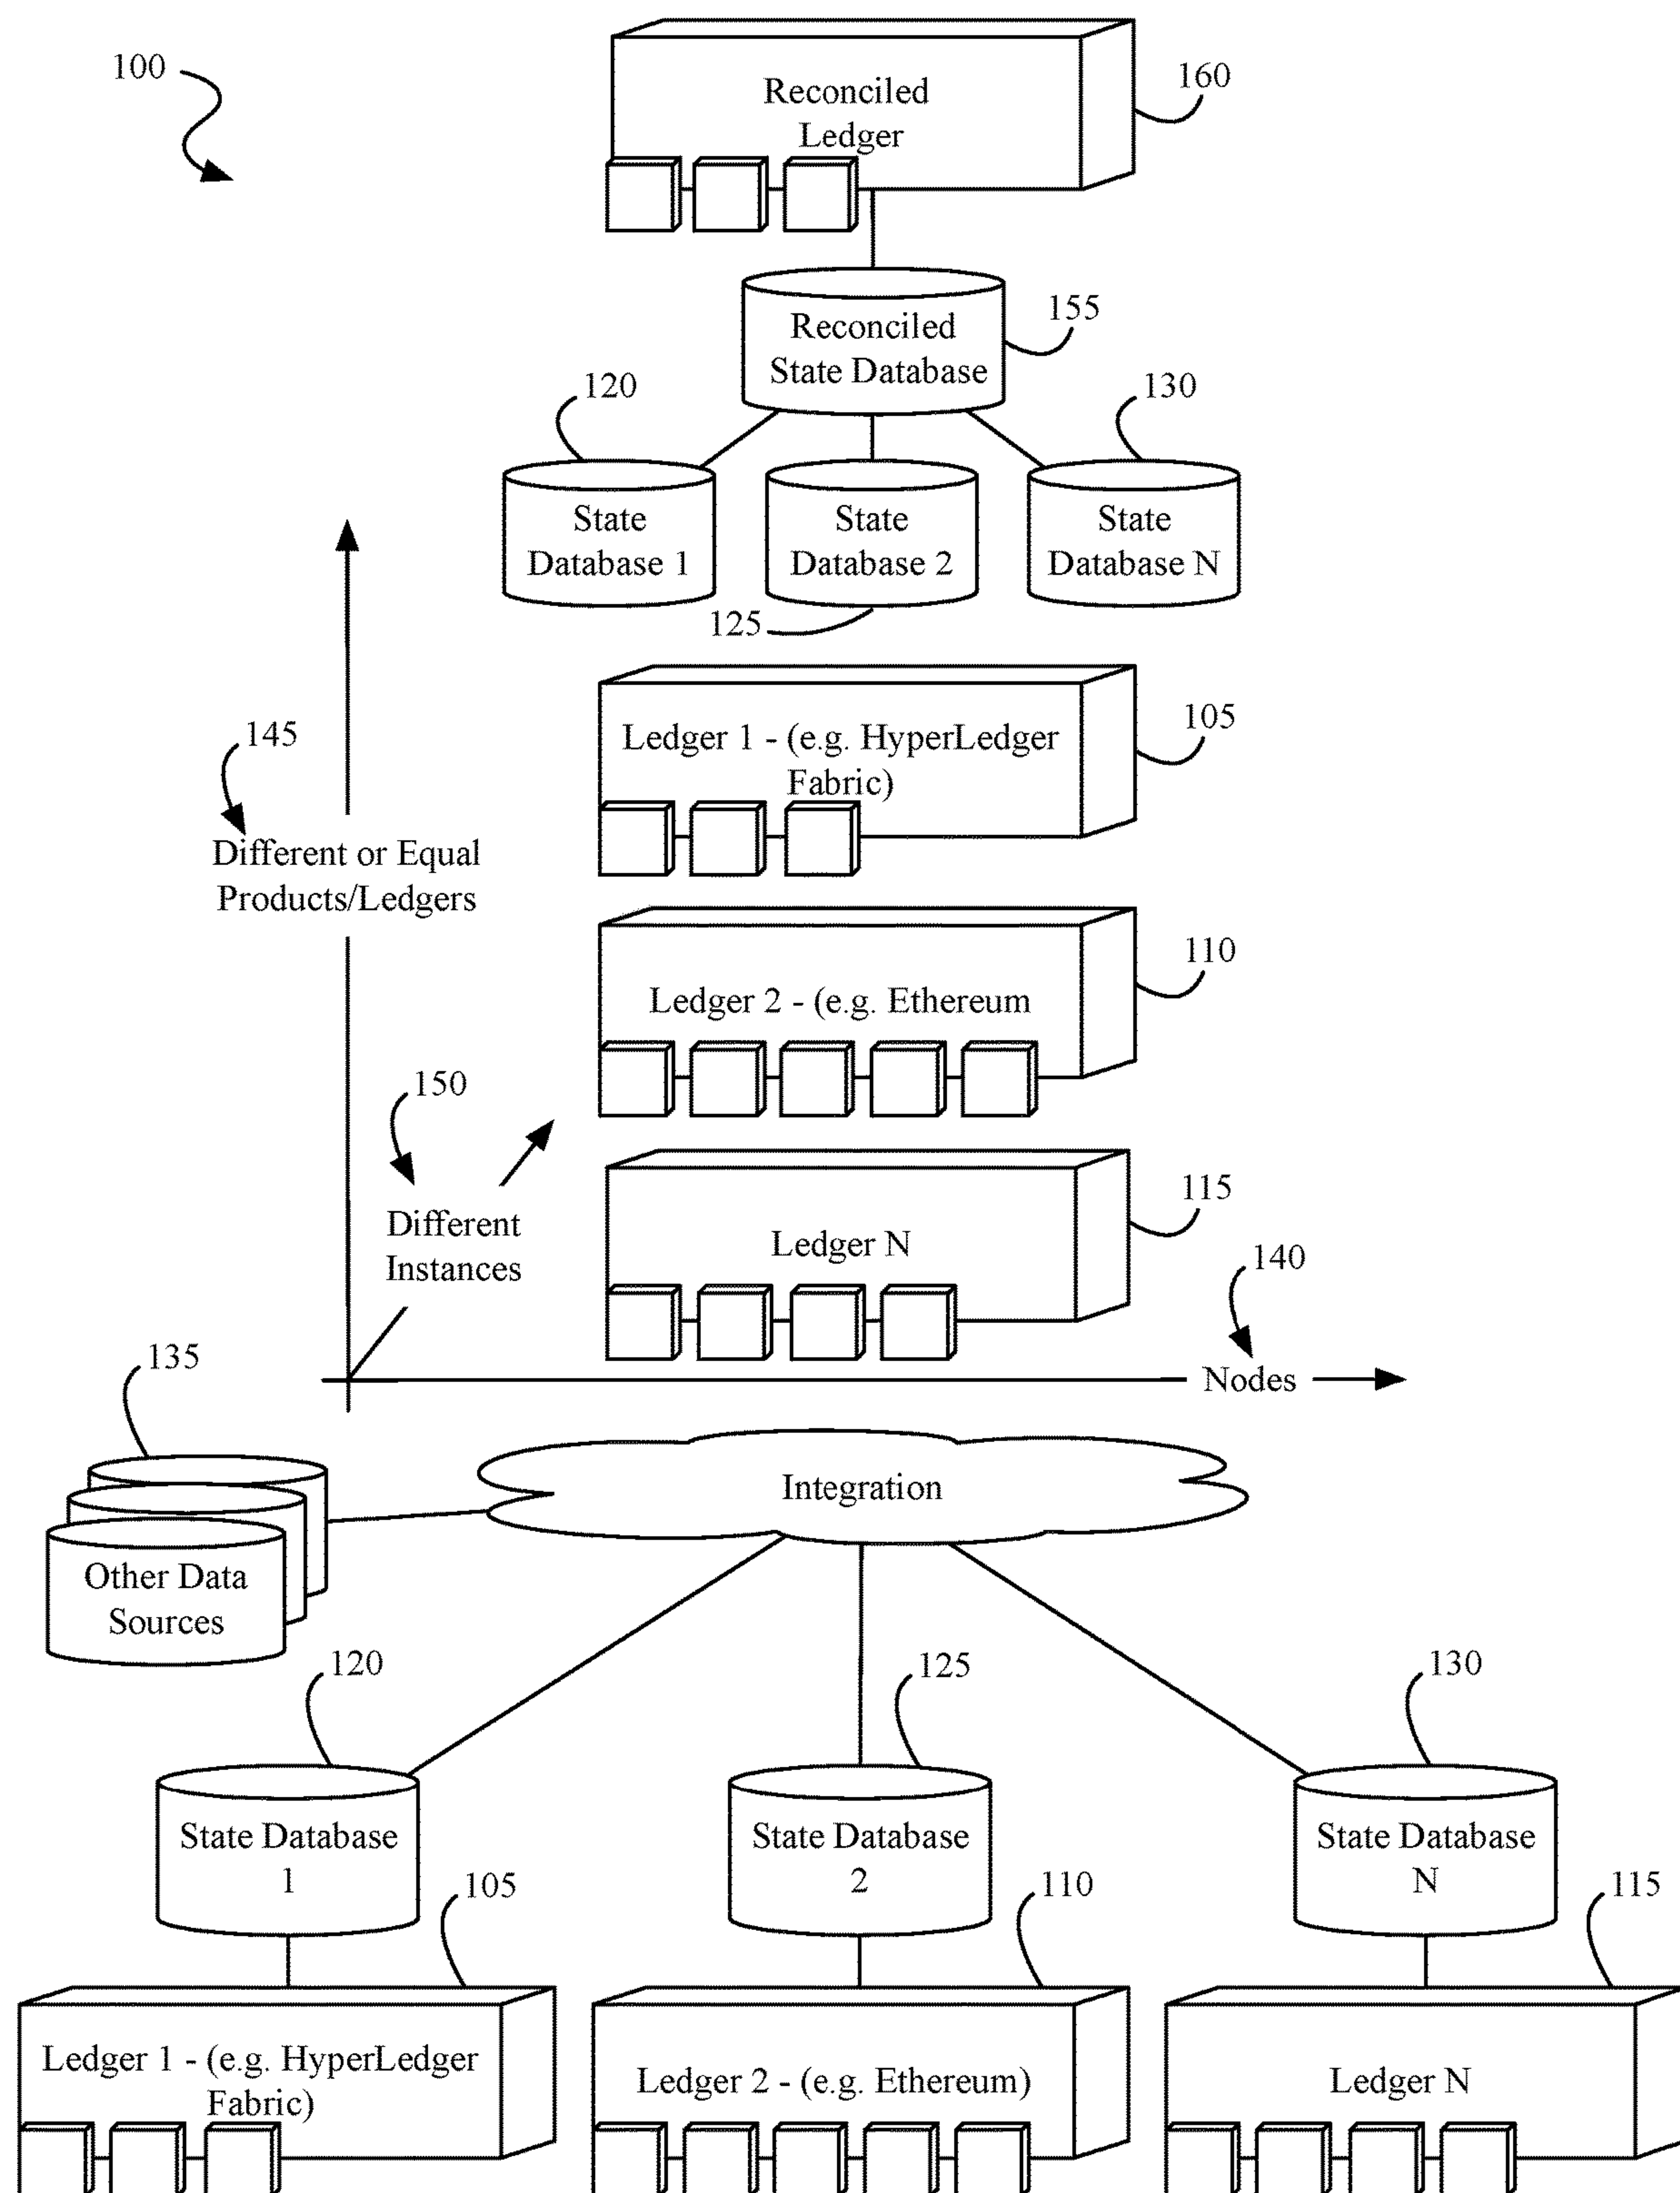 100
Reconciled
Ledger
160
Reconciled
State Database
155
120
130
State
Database 1
State
Database 2
State
Database N
125
Ledger 1 - (e.g. HyperLedger
Fabric)
105
145
Different or Equal
Products/Ledgers
Ledger 2 - (e.g. Ethereum
110
150
Different
Instances
Ledger N
115
140
Nodes
135
Integration
Other Data
Sources
120
125
130
State Database
1
State Database
2
State Database
N
105
110
115
Ledger 1 - (e.g. HyperLedger
Fabric)
Ledger 2 - (e.g. Ethereum)
Ledger N